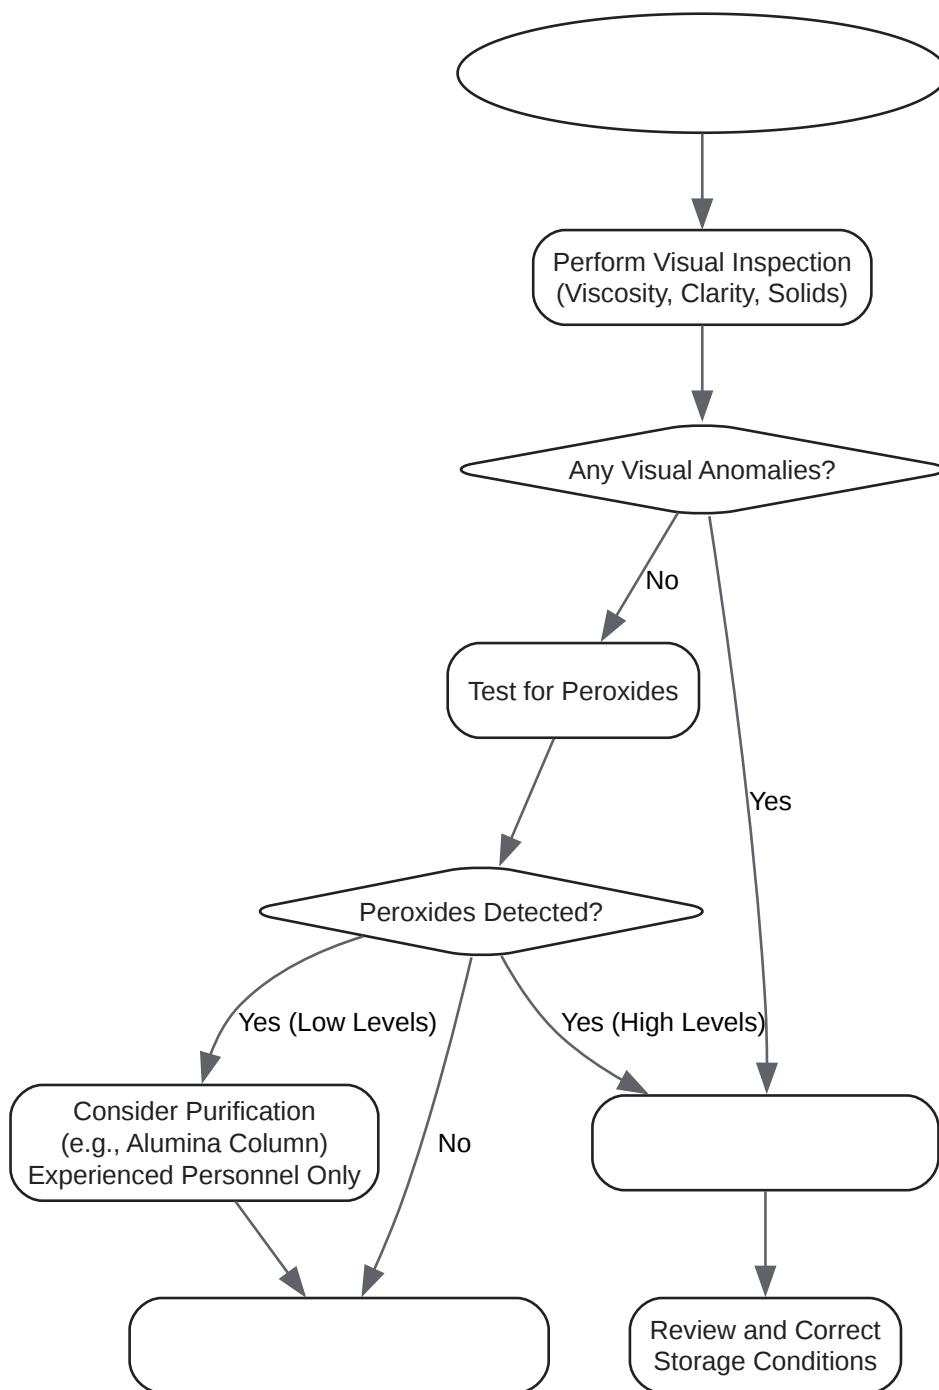 Perform Visual Inspection
(Viscosity, Clarity, Solids)
Any Visual Anomalies?
No
Test for Peroxides
Yes
Peroxides Detected?
Yes (Low Levels)
Yes (High Levels)
Consider Purification
(e.g., Alumina Column)
Experienced Personnel Only
No
Review and Correct
Storage Conditions